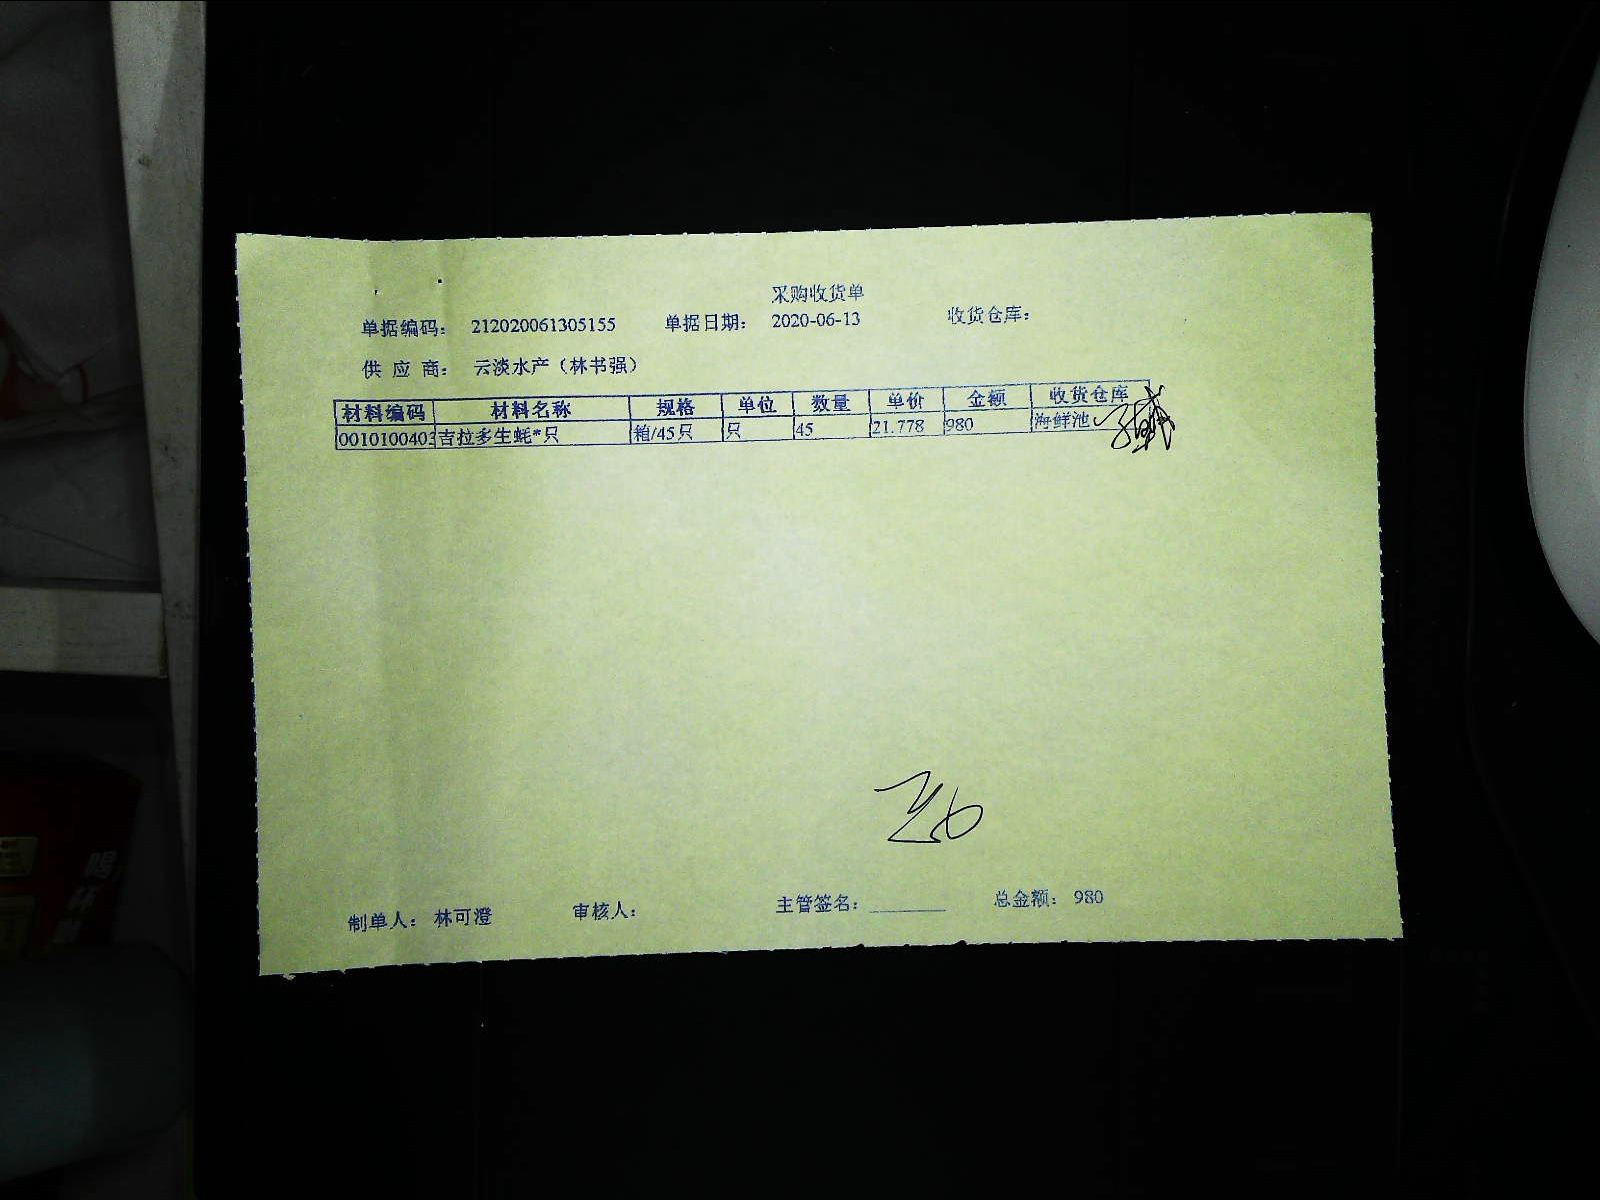 采购收货单
单据编码： 212020061305155 单据日期： 2020-06-13 收货仓库：
供 应 商： 云淡水产（林书强）
材料编码 材料名称 规格 单位 数量 单价 金额 收货仓库
0010100403 吉拉多生蚝*只 箱/45只 只 45 21.778 980 海鲜池
制单人： 林可澄 审核人： 主管签名： ________ 总金额： 980